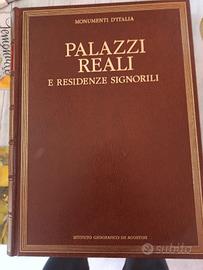 MONUMENTI D'ITALIA
PALAZZI
REALI
E RESIDENZE SIGNORILI
ISTITUTO GEOGRAFICO DE AGOSTINI
subito